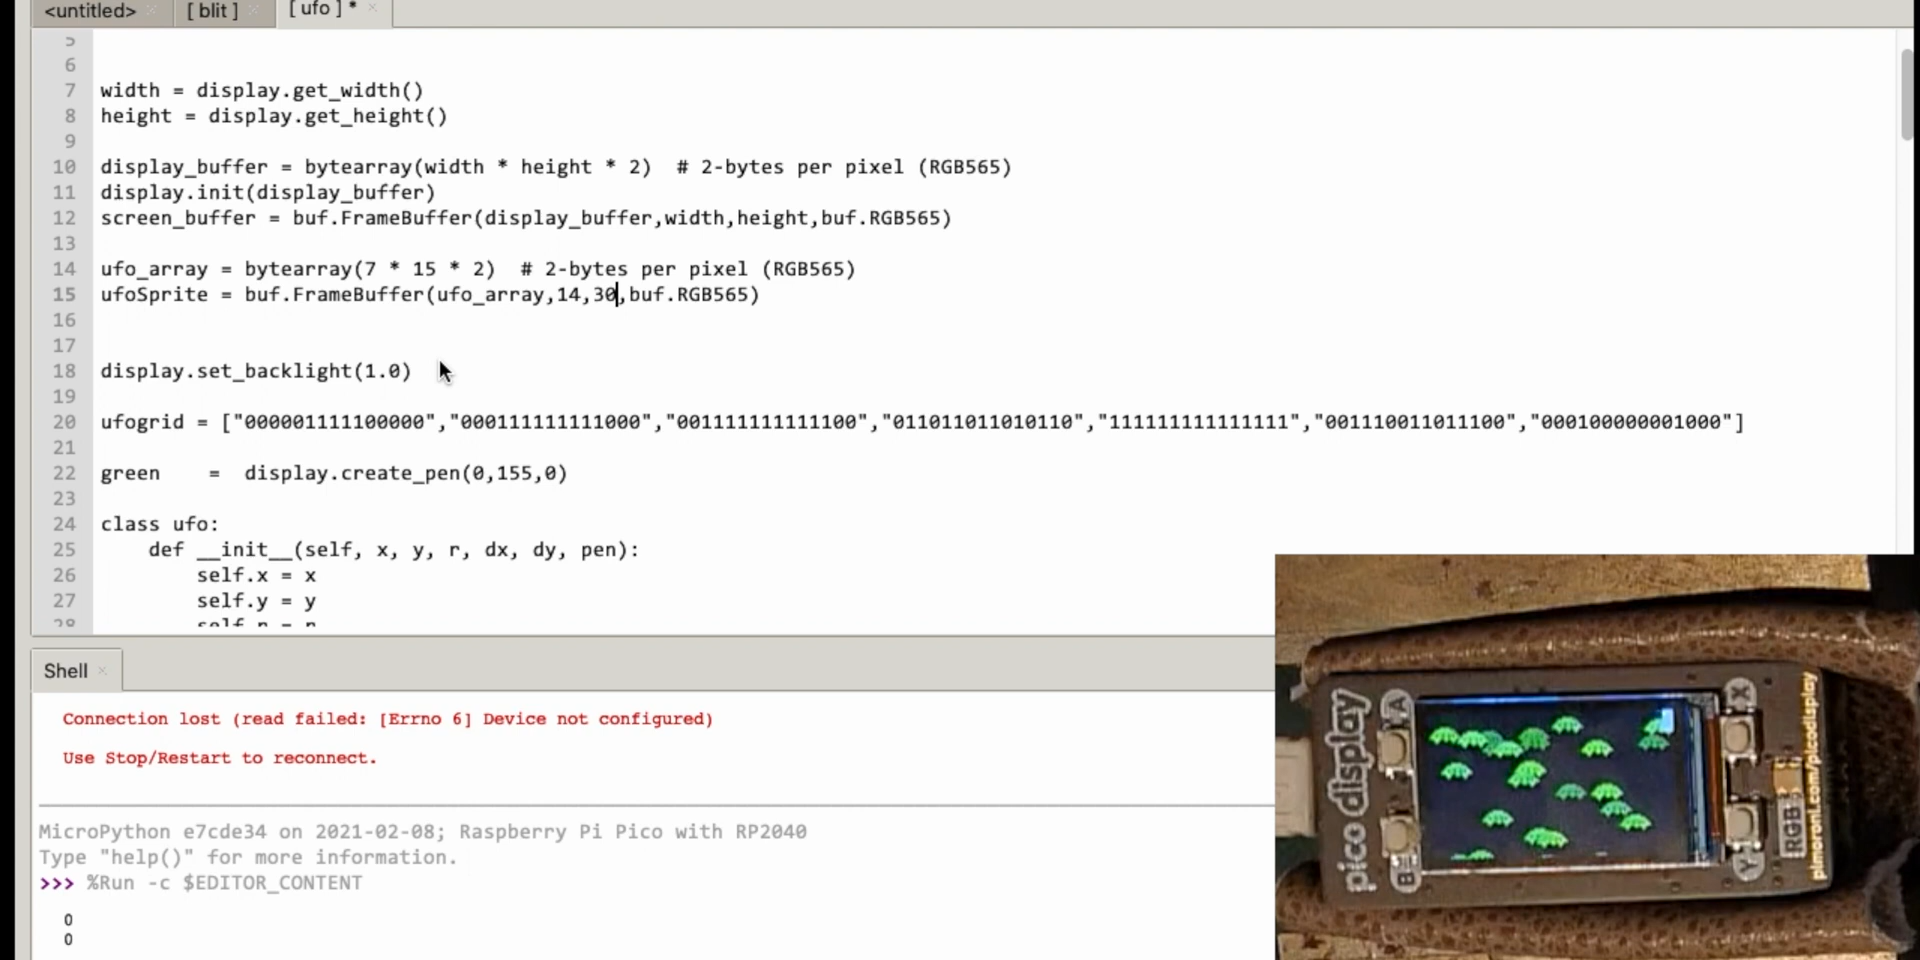 <untitled> [ blit ] [ ufo ] *
5
6
7 width = display.get_width()
8 height = display.get_height()
9
10 display_buffer = bytearray(width * height * 2)  # 2-bytes per pixel (RGB565)
11 display.init(display_buffer)
12 screen_buffer = buf.FrameBuffer(display_buffer,width,height,buf.RGB565)
13
14 ufo_array = bytearray(7 * 15 * 2)  # 2-bytes per pixel (RGB565)
15 ufoSprite = buf.FrameBuffer(ufo_array,14,30,buf.RGB565)
16
17
18 display.set_backlight(1.0)
19
20 ufogrid = ["000001111100000","000111111111000","001111111111100","011011011010110","111111111111111","001110011011100","000100000001000"]
21
22 green    =  display.create_pen(0,155,0)
23
24 class ufo:
25     def __init__(self, x, y, r, dx, dy, pen):
26         self.x = x
27         self.y = y
28         self.r = r
Shell
Connection lost (read failed: [Errno 6] Device not configured)
Use Stop/Restart to reconnect.
MicroPython e7cde34 on 2021-02-08; Raspberry Pi Pico with RP2040
Type "help()" for more information.
>>> %Run -c $EDITOR_CONTENT
0
0
pico display
A
B
X
Y
RGB
pimoroni.com/picodisplay